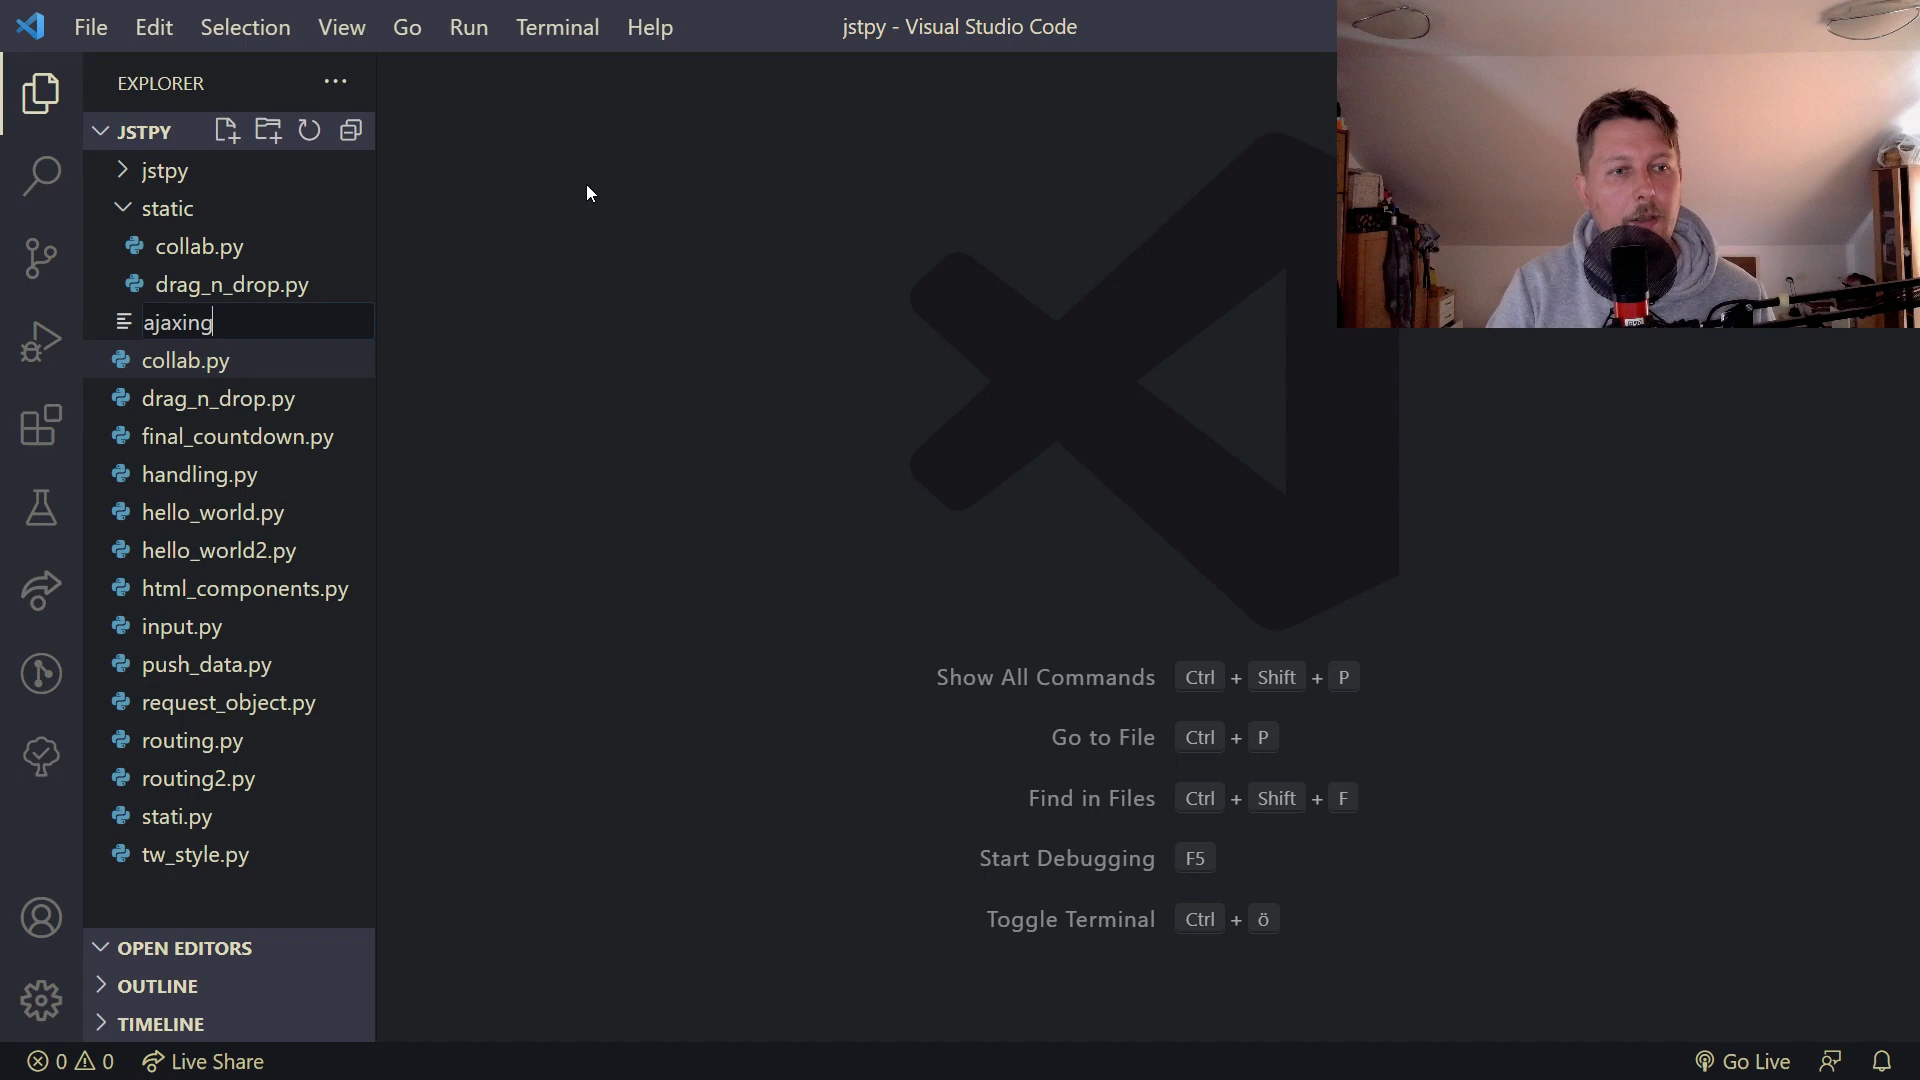 File Edit Selection View Go Run Terminal Help
jstpy - Visual Studio Code
EXPLORER
JSTPY
jstpy
static
collab.py
drag_n_drop.py
ajaxing
collab.py
drag_n_drop.py
final_countdown.py
handling.py
hello_world.py
hello_world2.py
html_components.py
input.py
push_data.py
request_object.py
routing.py
routing2.py
stati.py
tw_style.py
OPEN EDITORS
OUTLINE
TIMELINE
Show All Commands Ctrl + Shift + P
Go to File Ctrl + P
Find in Files Ctrl + Shift + F
Start Debugging F5
Toggle Terminal Ctrl + ö
0 0 Live Share
Go Live